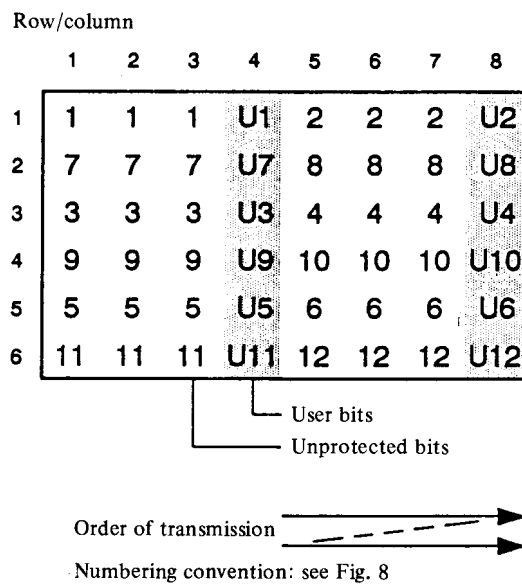 Row/column
1 2 3 4 5 6 7 8
1 1 1 1 U1 2 2 2 U2
2 7 7 7 U7 8 8 8 U8
3 3 3 3 U3 4 4 4 U4
4 9 9 9 U9 10 10 10 U10
5 5 5 5 U5 6 6 6 U6
6 11 11 11 U11 12 12 12 U12
User bits
Unprotected bits
Order of transmission
Numbering convention: see Fig. 8